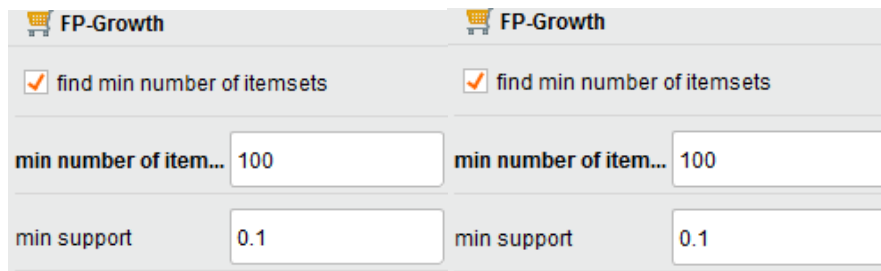 FP-Growth
find min number of itemsets
min number of item... 100
min support 0.1
FP-Growth
find min number of itemsets
min number of item... 100
min support 0.1